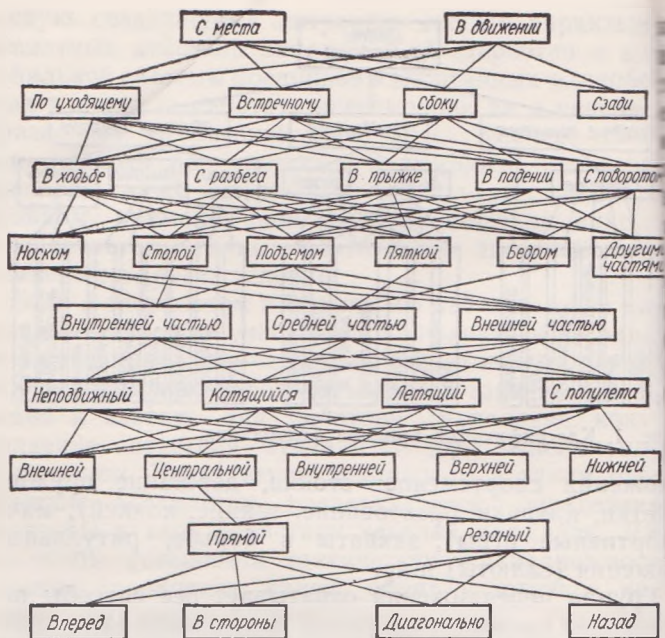 С места В движении
По уходящему Встречному Сбоку Сзади
В ходьбе С разбега В прыжке В падении С поворото
Носком Стопой Подъемом Пяткой Бедром Другим
частям
Внутренней частью Средней частью Внешней частью
Неподвижный Катящийся Летящий С полулета
Внешней Центральной Внутренней Верхней Нижней
Прямой Резаный
Вперед В стороны Диагонально Назад